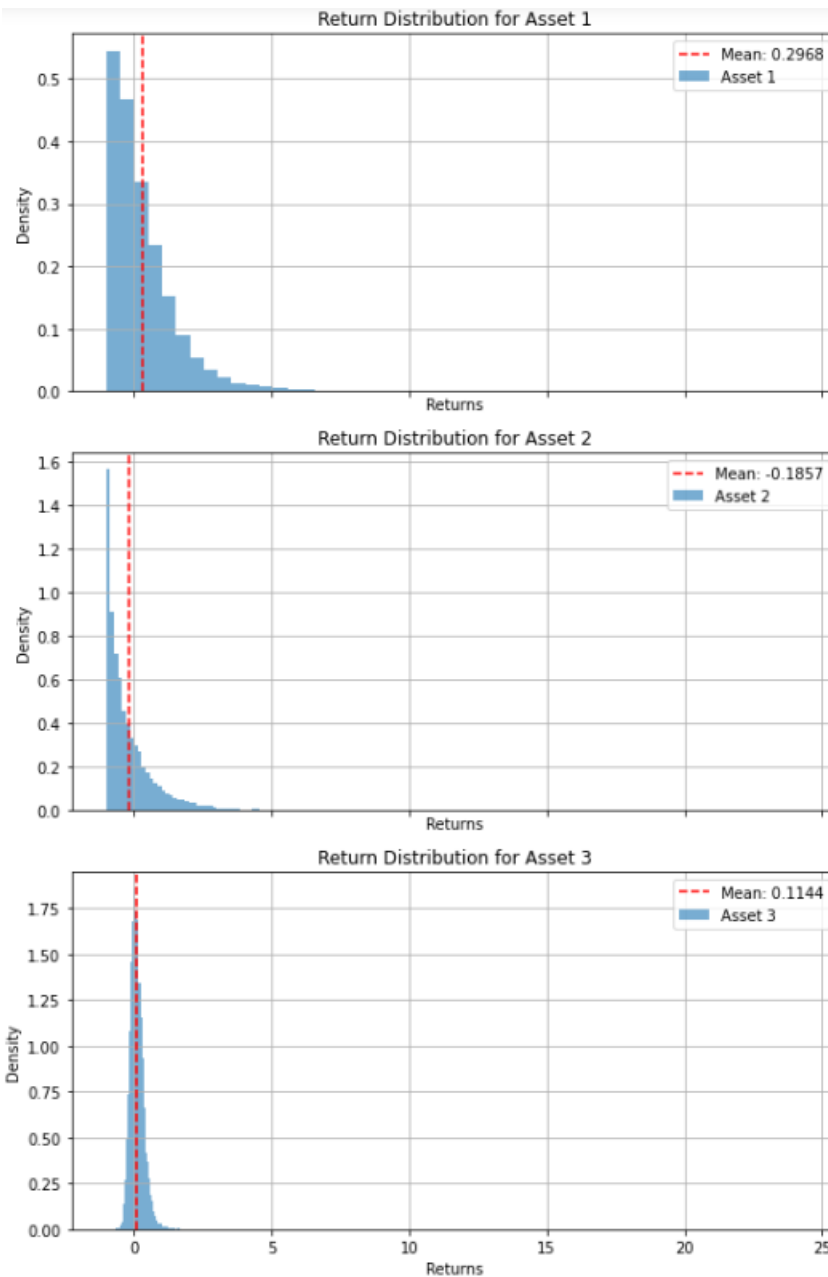 Return Distribution for Asset 1
Mean: 0.2968
Asset 1
Density
0.5
0.4
0.3
0.2
0.1
0.0
Returns
Return Distribution for Asset 2
Mean: -0.1857
Asset 2
Density
1.6
1.4
1.2
1.0
0.8
0.6
0.4
0.2
0.0
Returns
Return Distribution for Asset 3
Mean: 0.1144
Asset 3
Density
1.75
1.50
1.25
1.00
0.75
0.50
0.25
0.00
0 5 10 15 20 25
Returns